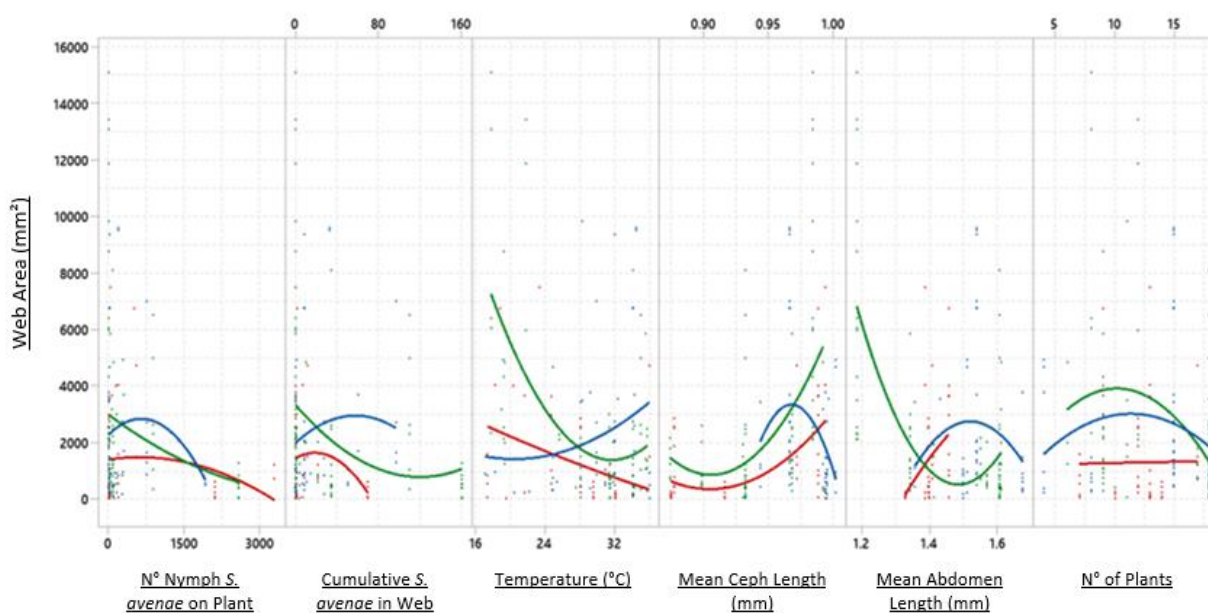 0 80 160 0.90 0.95 1.00 5 10 15
16000
14000
12000
10000
8000
6000
4000
2000
0
Web Area (mm²)
0 1500 3000 16 24 32 1.2 1.4 1.6
N° Nymph S.
avenae on Plant
Cumulative S.
avenae in Web
Temperature (°C)
Mean Ceph Length
(mm)
Mean Abdomen
Length (mm)
N° of Plants